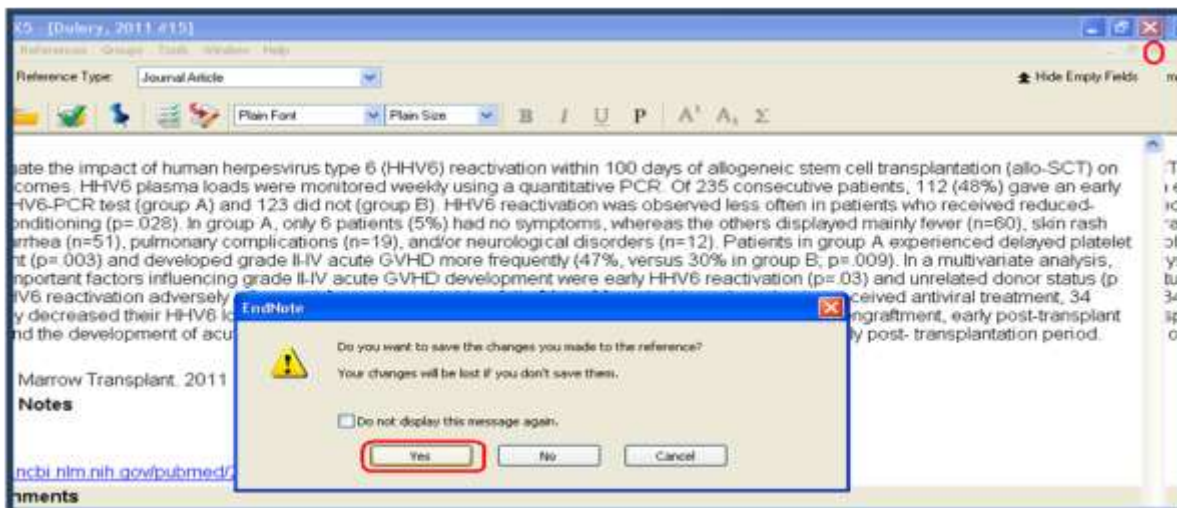 X5 - [Dulery, 2011 #15]
References Groups Tools Window Help
Reference Type: Journal Article Hide Empty Fields
Plain Font Plain Size B I U P A¹ A₁ Σ
gate the impact of human herpesvirus type 6 (HHV6) reactivation within 100 days of allogeneic stem cell transplantation (allo-SCT) on
comes. HHV6 plasma loads were monitored weekly using a quantitative PCR. Of 235 consecutive patients, 112 (48%) gave an early
HV6-PCR test (group A) and 123 did not (group B). HHV6 reactivation was observed less often in patients who received reduced-
onditioning (p=.028). In group A, only 6 patients (5%) had no symptoms, whereas the others displayed mainly fever (n=60), skin rash
rrhea (n=51), pulmonary complications (n=19), and/or neurological disorders (n=12). Patients in group A experienced delayed platelet
nt (p=.003) and developed grade II-IV acute GVHD more frequently (47%, versus 30% in group B; p=.009). In a multivariate analysis,
mportant factors influencing grade II-IV acute GVHD development were early HHV6 reactivation (p=.03) and unrelated donor status (p
HV6 reactivation adversely ceived antiviral treatment, 34
y decreased their HHV6 lo ngraftment, early post-transplant
nd the development of acu ly post- transplantation period.
EndNote
Do you want to save the changes you made to the reference?
Your changes will be lost if you don't save them.
Do not display this message again.
Yes No Cancel
Marrow Transplant. 2011
Notes
ncbi.nlm.nih.gov/pubmed/2
mments